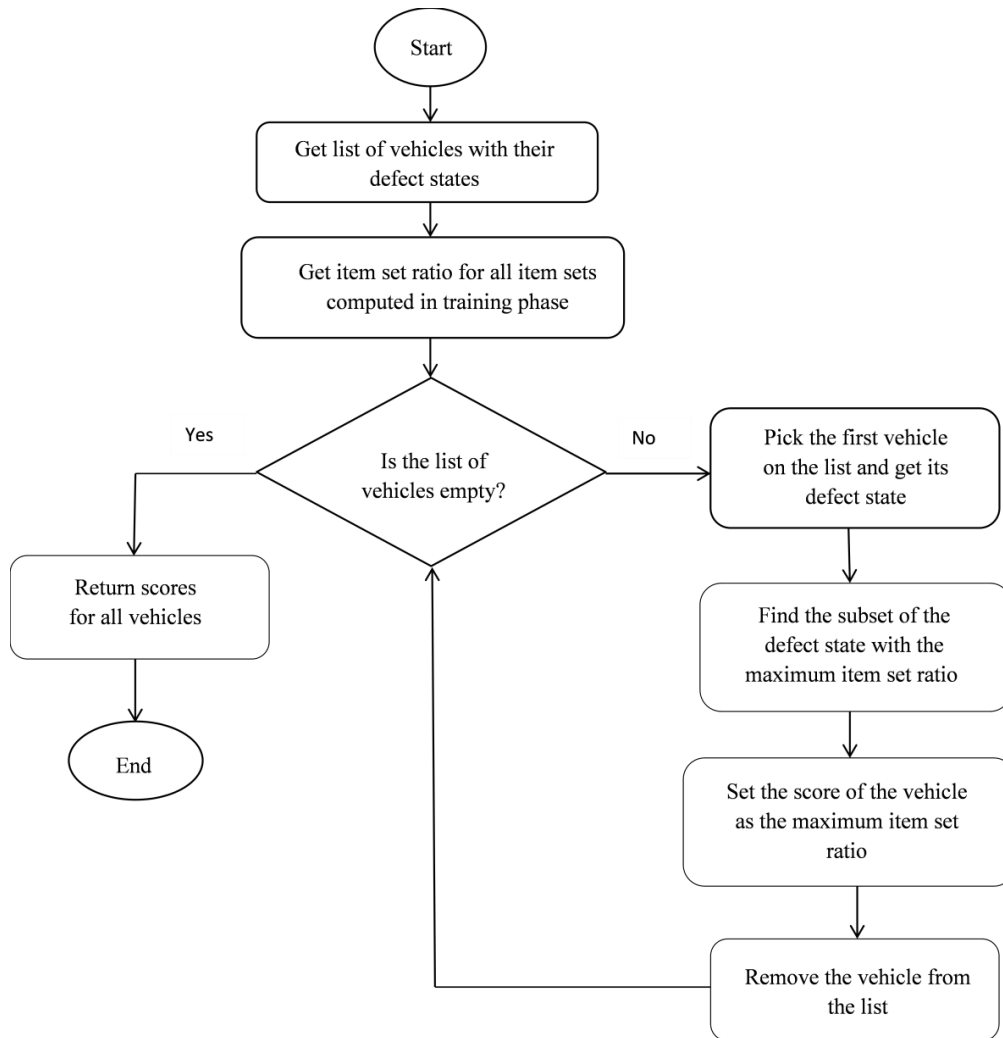 Start
Get list of vehicles with their
defect states
Get item set ratio for all item sets
computed in training phase
Is the list of
vehicles empty?
Yes
No
Return scores
for all vehicles
End
Pick the first vehicle
on the list and get its
defect state
Find the subset of the
defect state with the
maximum item set ratio
Set the score of the vehicle
as the maximum item set
ratio
Remove the vehicle from
the list